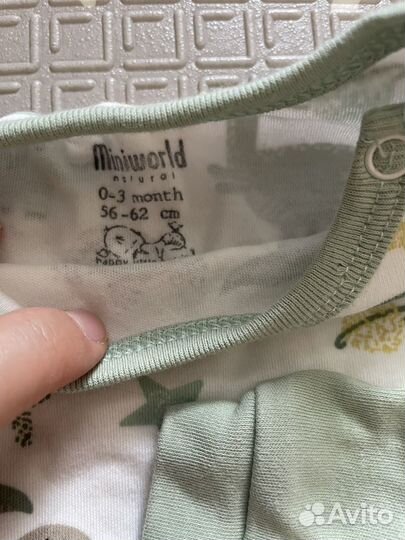 Miniworld
natural
0-3 month
56-62 cm
Avito